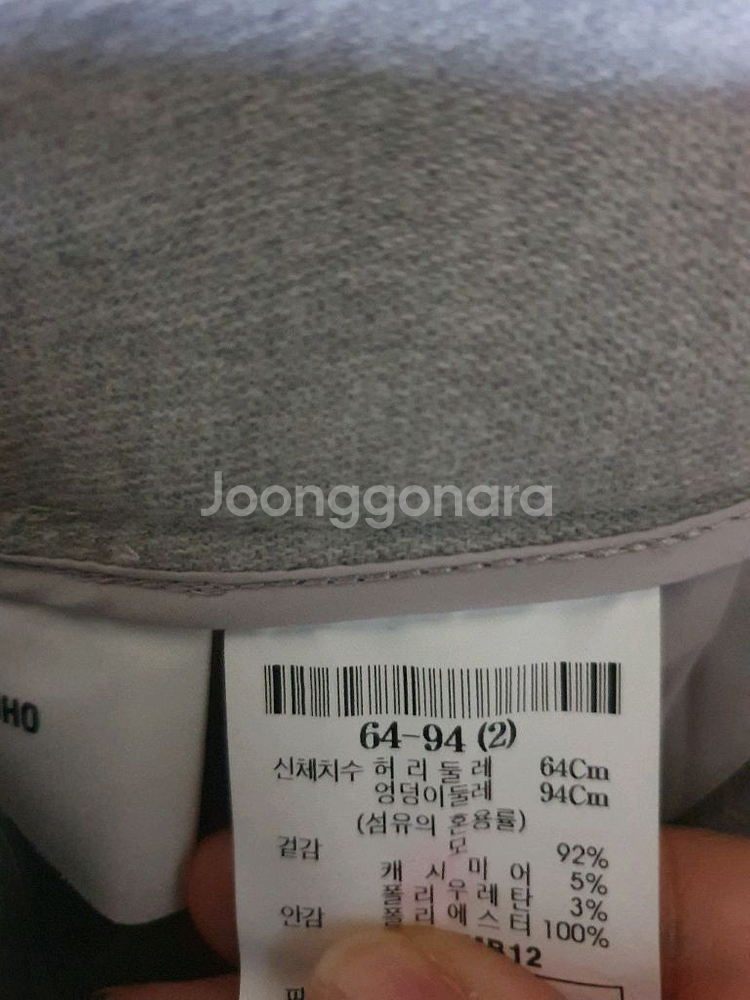 Joonggonara
HO
64-94 (2)
신체치수 허리둘레 64Cm
엉덩이둘레 94Cm
(섬유의 혼용률)
겉감 모 92%
캐시미어 5%
폴리우레탄 3%
안감 폴리에스터 100%
B12